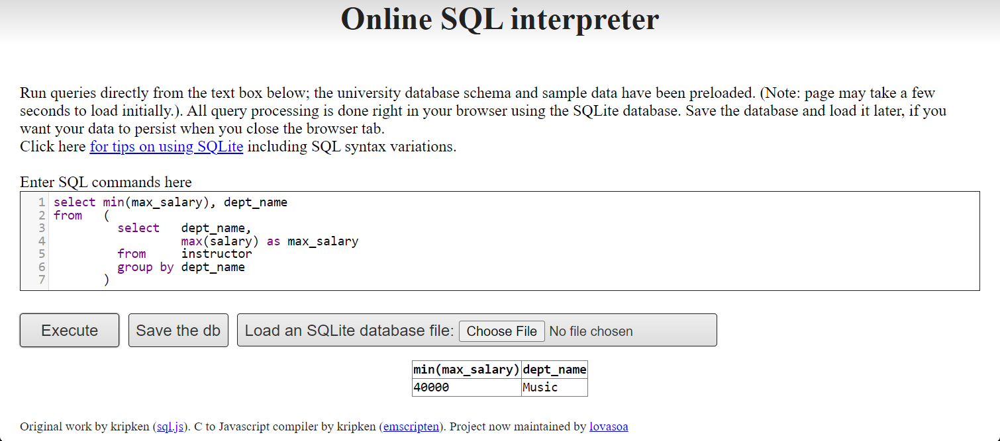 Online SQL interpreter
Run queries directly from the text box below; the university database schema and sample data have been preloaded. (Note: page may take a few
seconds to load initially.). All query processing is done right in your browser using the SQLite database. Save the database and load it later, if you
want your data to persist when you close the browser tab.
Click here for tips on using SQLite including SQL syntax variations.
Enter SQL commands here
1 select min(max_salary), dept_name
2 from   (
3         select   dept_name,
4                  max(salary) as max_salary
5         from     instructor
6         group by dept_name
7       )
Execute Save the db Load an SQLite database file: Choose File No file chosen
min(max_salary) dept_name
40000 Music
Original work by kripken (sql.js). C to Javascript compiler by kripken (emscripten). Project now maintained by lovasoa